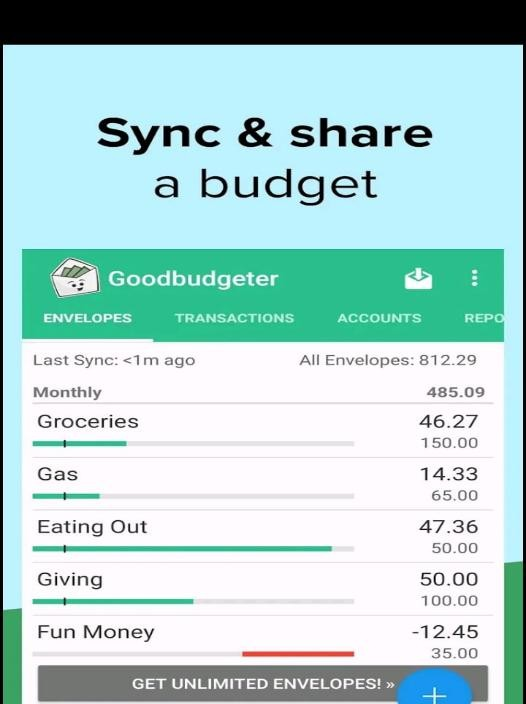 Sync & share
a budget
Goodbudgeter
ENVELOPES TRANSACTIONS ACCOUNTS REPO
Last Sync: <1m ago All Envelopes: 812.29
Monthly 485.09
Groceries 46.27
150.00
Gas 14.33
65.00
Eating Out 47.36
50.00
Giving 50.00
100.00
Fun Money -12.45
35.00
GET UNLIMITED ENVELOPES! »